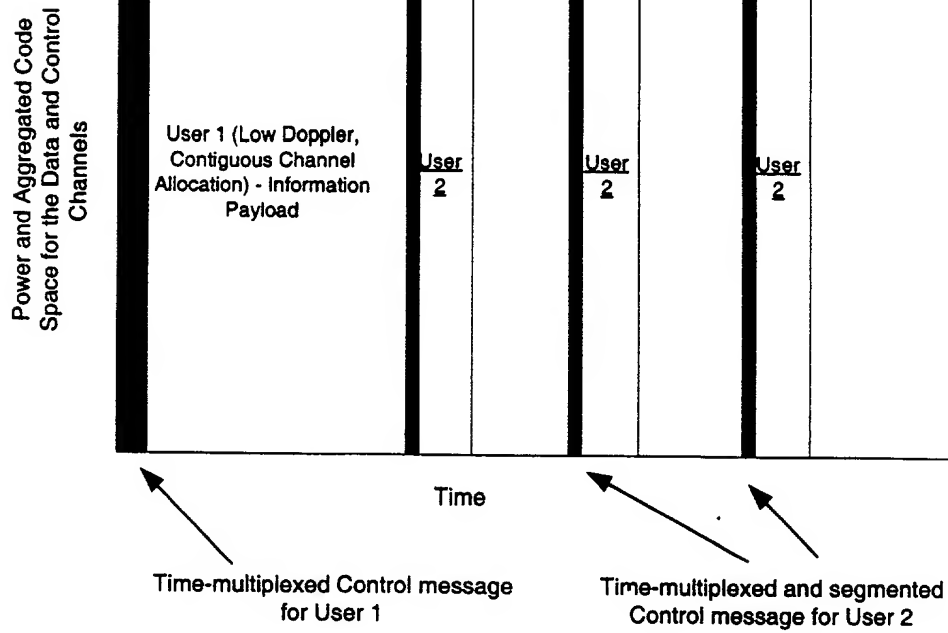 Power and Aggregated Code
Space for the Data and Control
Channels
User 1 (Low Doppler,
Contiguous Channel
Allocation) - Information
Payload
User
2
User
2
User
2
Time
Time-multiplexed Control message
for User 1
Time-multiplexed and segmented
Control message for User 2